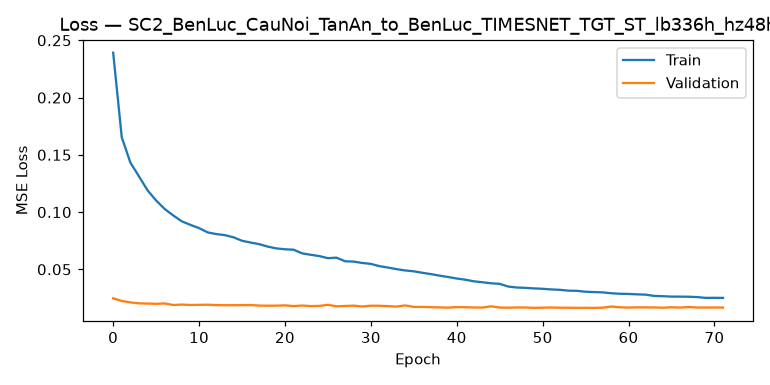 Loss — SC2_BenLuc_CauNoi_TanAn_to_BenLuc_TIMESNET_TGT_ST_lb336h_hz48h
Train
Validation
MSE Loss
0.25
0.20
0.15
0.10
0.05
0 10 20 30 40 50 60 70
Epoch